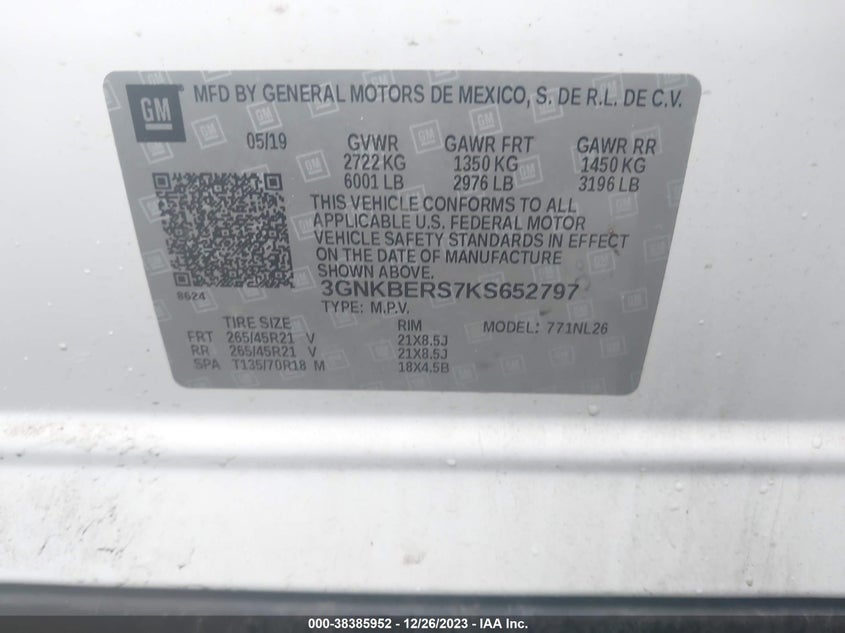 GM
MFD BY GENERAL MOTORS DE MEXICO, S. DE R.L. DE C.V.
05/19 GVWR GAWR FRT GAWR RR
2722 KG 1350 KG 1450 KG
6001 LB 2976 LB 3196 LB
THIS VEHICLE CONFORMS TO ALL
APPLICABLE U.S. FEDERAL MOTOR
VEHICLE SAFETY STANDARDS IN EFFECT
ON THE DATE OF MANUFACTURE
SHOWN ABOVE.
8624
3GNKBERS7KS652797
TYPE: M.P.V.
TIRE SIZE RIM MODEL: 771NL26
FRT 265/45R21 V 21X8.5J
RR 265/45R21 V 21X8.5J
SPA T135/70R18 M 18X4.5B
000-38385952 - 12/26/2023 - IAA Inc.